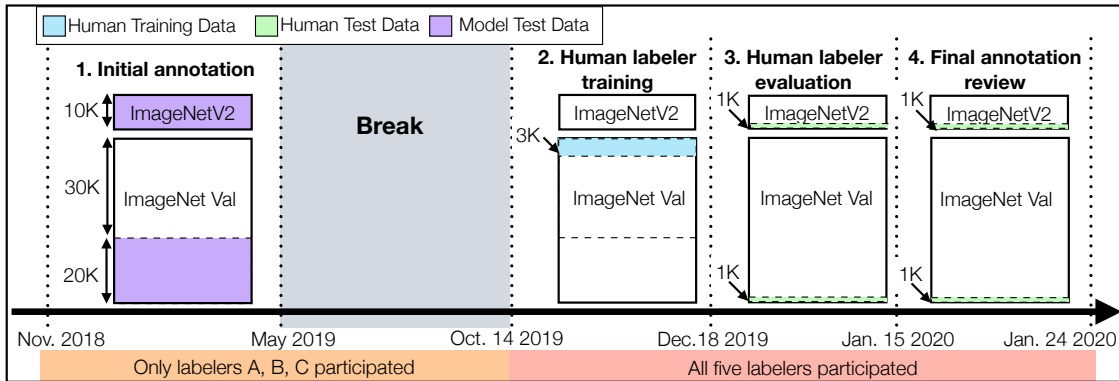 Human Training Data
Human Test Data
Model Test Data
1. Initial annotation
10K
ImageNetV2
30K
ImageNet Val
20K
Break
2. Human labeler
training
ImageNetV2
3K
ImageNet Val
3. Human labeler
evaluation
1K
ImageNetV2
ImageNet Val
1K
4. Final annotation
review
1K
ImageNetV2
ImageNet Val
1K
Nov. 2018
May 2019
Oct. 14 2019
Dec.18 2019
Jan. 15 2020
Jan. 24 2020
Only labelers A, B, C participated
All five labelers participated